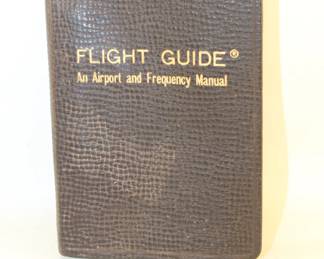 FLIGHT GUIDE®
An Airport and Frequency Manual